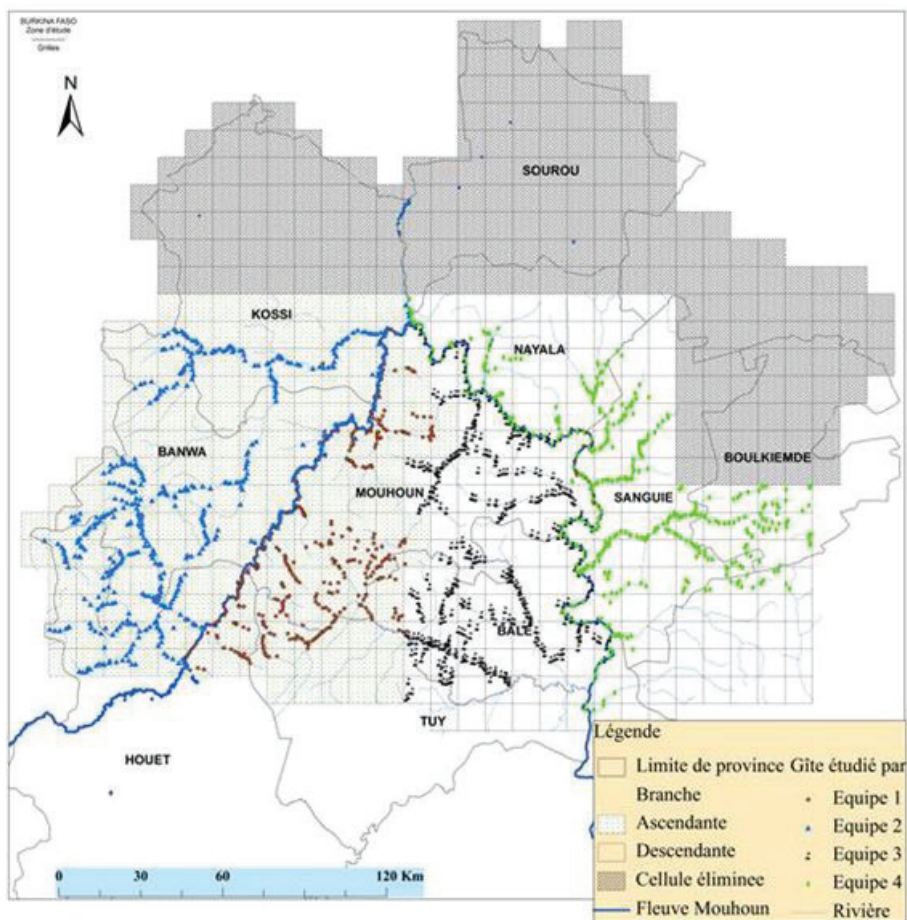 BURKINA FASO
Zone d'étude
Grilles
N
SOUROU
KOSSI
NAYALA
BANWA
BOULKIEMDE
MOUHOUN
SANGUIE
BALE
TUY
HOUET
0 30 60 120 Km
Légende
Limite de province Gîte étudié par
Branche Equipe 1
Ascendante Equipe 2
Descendante Equipe 3
Cellule éliminee Equipe 4
Fleuve Mouhoun Rivière